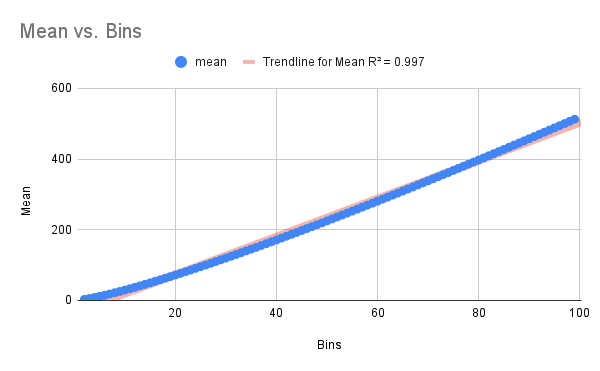 Mean vs. Bins
mean Trendline for Mean R² = 0.997
600
400
200
0
Mean
20 40 60 80 100
Bins